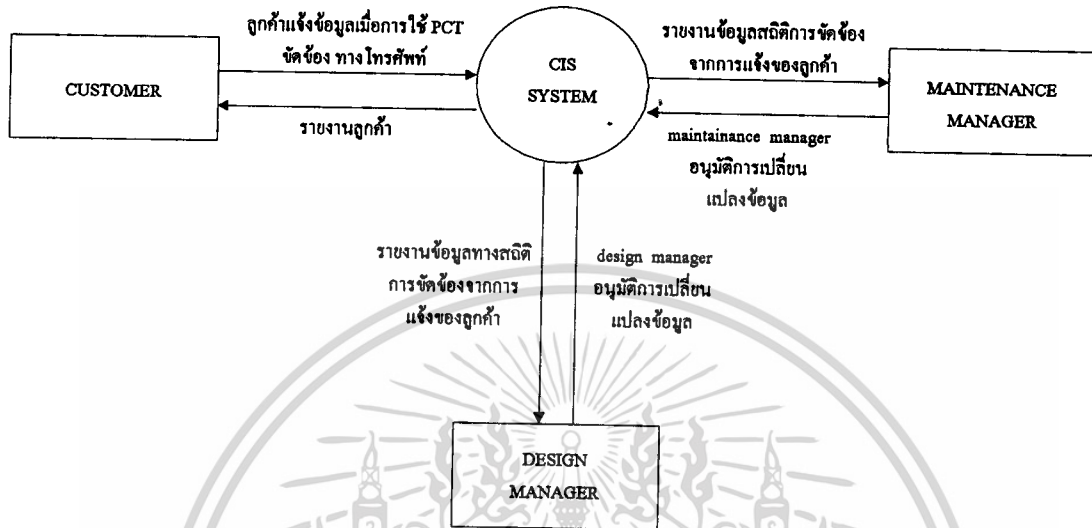 ลูกค้าแจ้งข้อมูลเมื่อการใช้ PCT
ขัดข้อง ทางโทรศัพท์
CUSTOMER
รายงานลูกค้า
CIS
SYSTEM
รายงานข้อมูลสถิติการขัดข้อง
จากการแจ้งของลูกค้า
MAINTENANCE
MANAGER
maintainance manager
อนุมัติการเปลี่ยน
แปลงข้อมูล
รายงานข้อมูลทางสถิติ
การขัดข้องจากการ
แจ้งของลูกค้า
design manager
อนุมัติการเปลี่ยน
แปลงข้อมูล
DESIGN
MANAGER